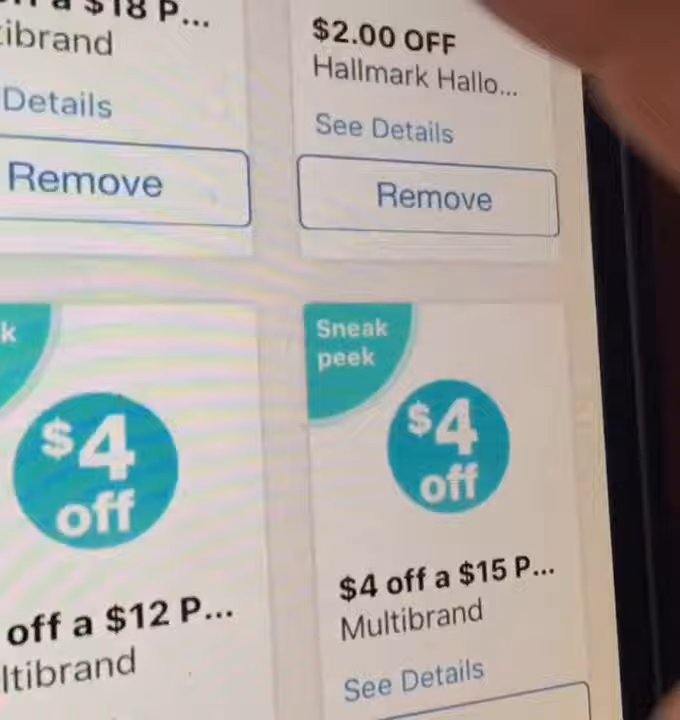 a $18 P...
ibrand
Details
Remove
$2.00 OFF
Hallmark Hallo...
See Details
Remove
k
$4
off
off a $12 P...
ltibrand
Sneak
peek
$4
off
$4 off a $15 P...
Multibrand
See Details